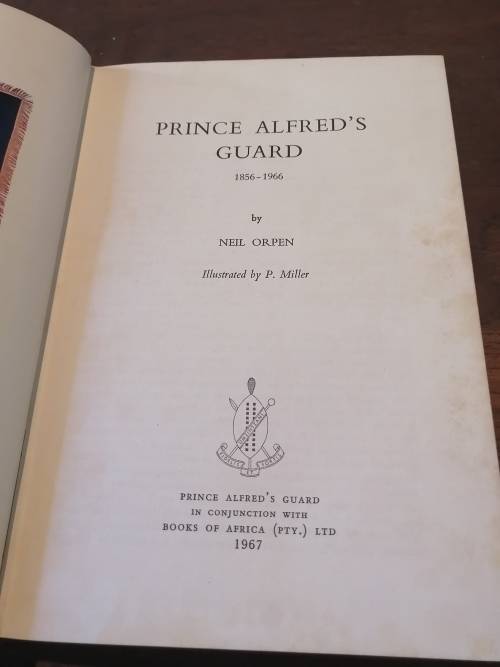 PRINCE ALFRED'S
GUARD
1856-1966
by
NEIL ORPEN
Illustrated by P. Miller
PRINCE ALFRED'S GUARD
IN CONJUNCTION WITH
BOOKS OF AFRICA (PTY.) LTD
1967